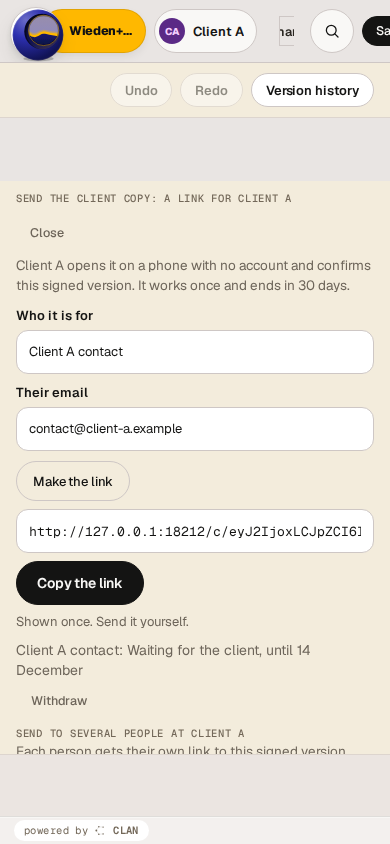 Wieden+...
CA Client A
Undo Redo Version history
SEND THE CLIENT COPY: A LINK FOR CLIENT A
Close
Client A opens it on a phone with no account and confirms
this signed version. It works once and ends in 30 days.
Who it is for
Client A contact
Their email
contact@client-a.example
Make the link
http://127.0.0.1:18212/c/eyJ2IjoxLCJpZCI6I
Copy the link
Shown once. Send it yourself.
Client A contact: Waiting for the client, until 14
December
Withdraw
SEND TO SEVERAL PEOPLE AT CLIENT A
Each person gets their own link to this signed version
powered by CLAN